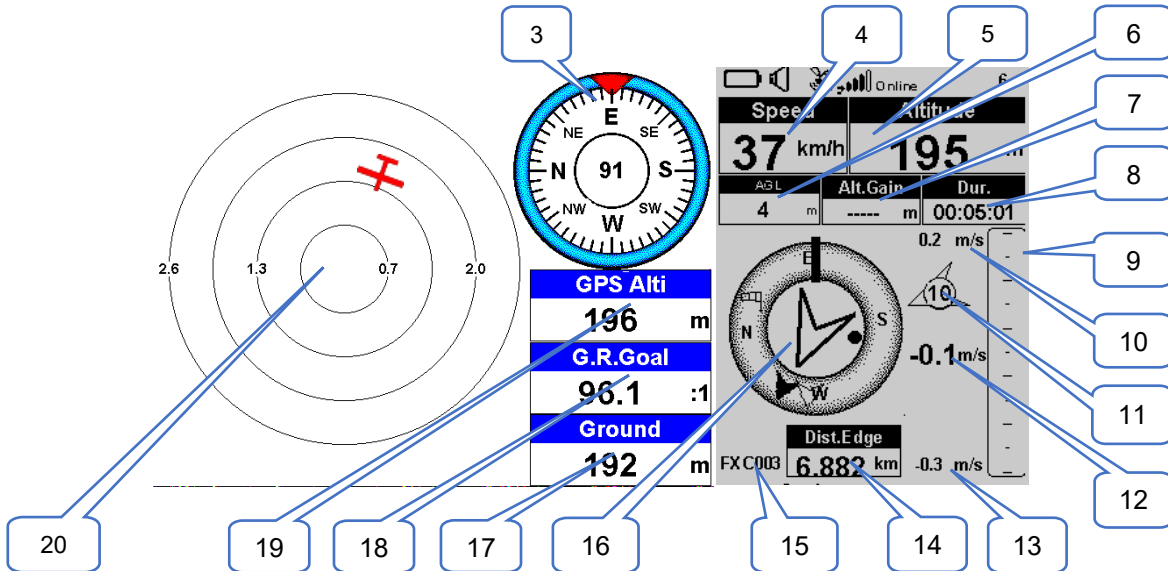 3
4
5
6
7
8
9
10
11
12
13
14
15
16
17
18
19
20
2.6
1.3
0.7
2.0
E
NE
SE
N
91
S
NW
SW
W
GPS Alti
196 m
G.R.Goal
96.1 :1
Ground
192 m
Online
6
Speed
37 km/h
Altitude
195 m
AGL
4 m
Alt.Gain
----- m
Dur.
00:05:01
0.2 m/s
10
-0.1 m/s
-0.3 m/s
E
N
S
W
Dist.Edge
6.882 km
FXC003